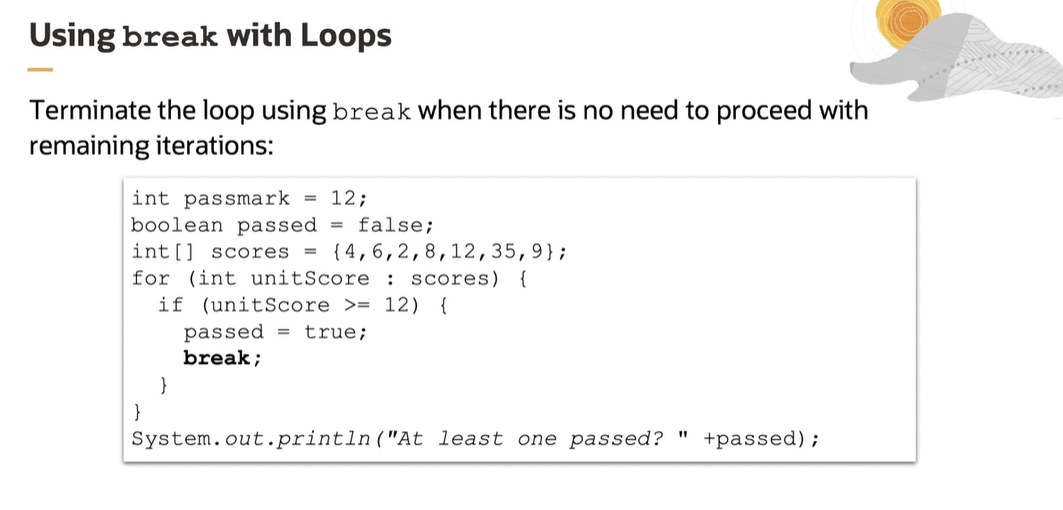 Using break with Loops
Terminate the loop using break when there is no need to proceed with
remaining iterations:
int passmark = 12;
boolean passed = false;
int[] scores = {4,6,2,8,12,35,9};
for (int unitScore : scores) {
  if (unitScore >= 12) {
    passed = true;
    break;
  }
}
System.out.println("At least one passed? " +passed);